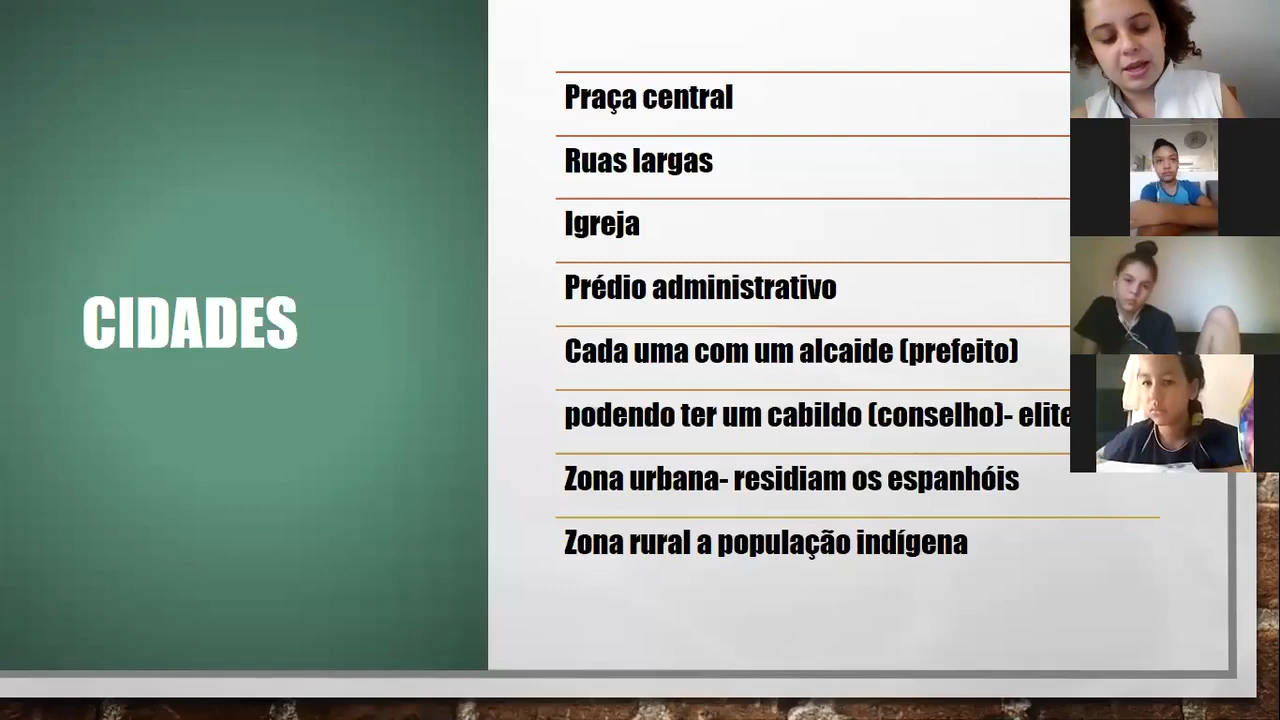 CIDADES
Praça central
Ruas largas
Igreja
Prédio administrativo
Cada uma com um alcaide (prefeito)
podendo ter um cabildo (conselho)- elite
Zona urbana- residiam os espanhóis
Zona rural a população indígena